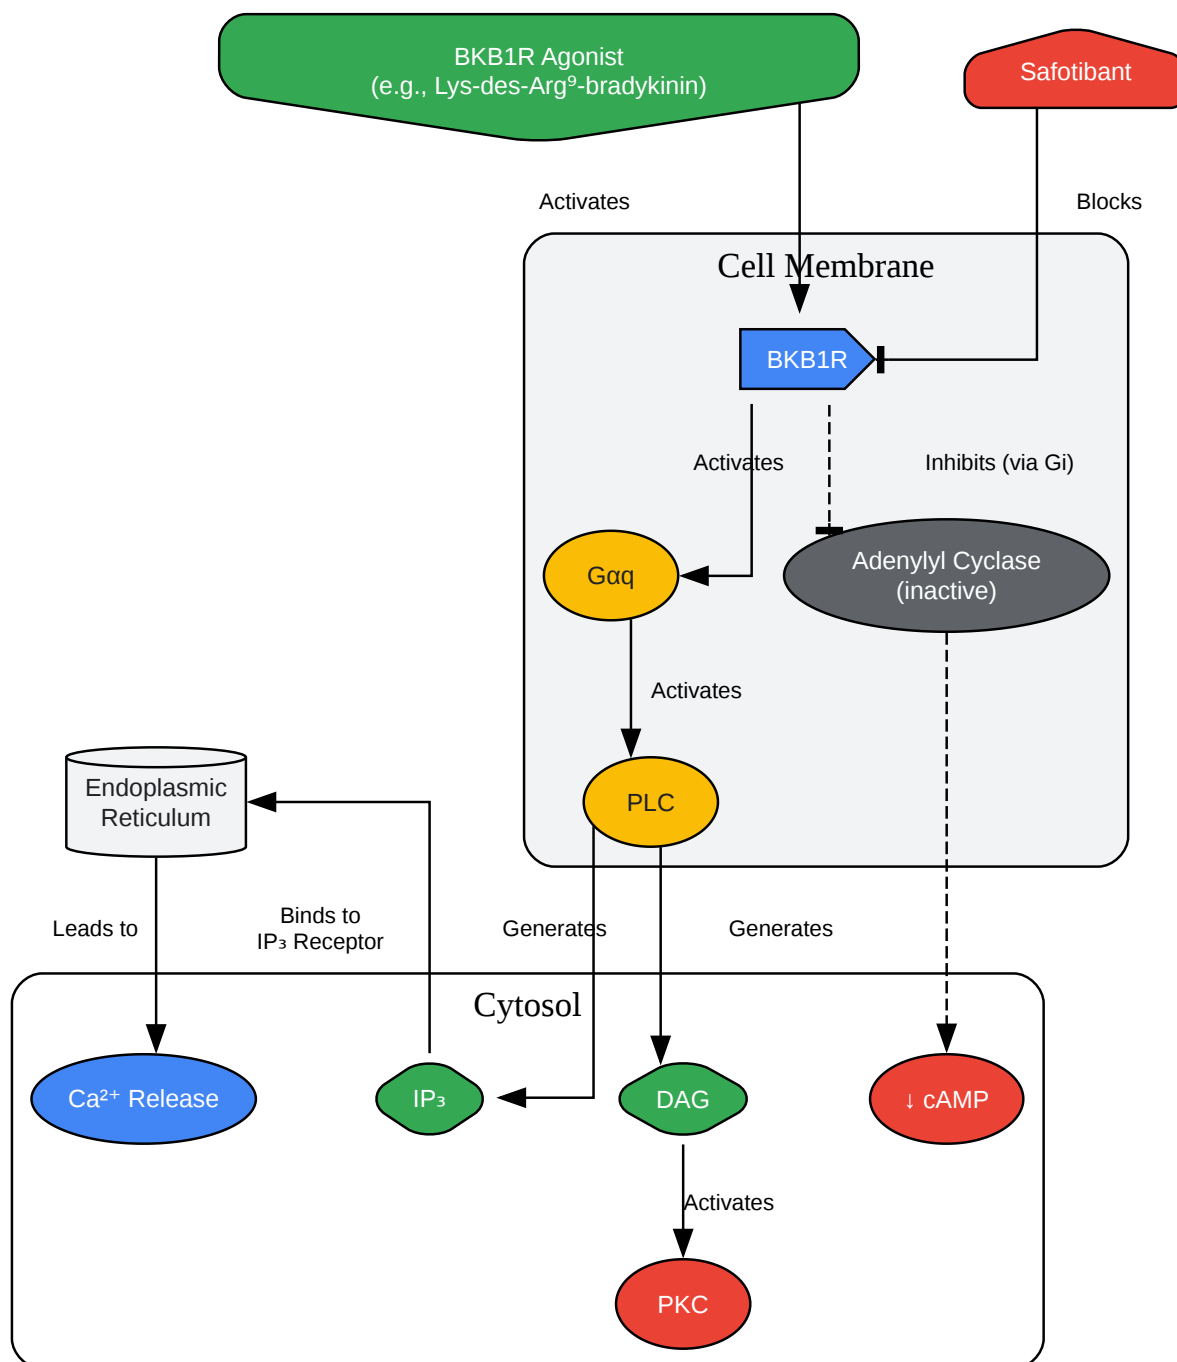 BKB1R Agonist
(e.g., Lys-des-Arg⁹-bradykinin)
Safotibant
Activates
Blocks
Cell Membrane
BKB1R
Activates
Inhibits (via Gi)
Gαq
Adenylyl Cyclase
(inactive)
Activates
Endoplasmic
Reticulum
PLC
Leads to
Binds to
IP₃ Receptor
Generates
Generates
Cytosol
Ca²⁺ Release
IP₃
DAG
↓ cAMP
Activates
PKC